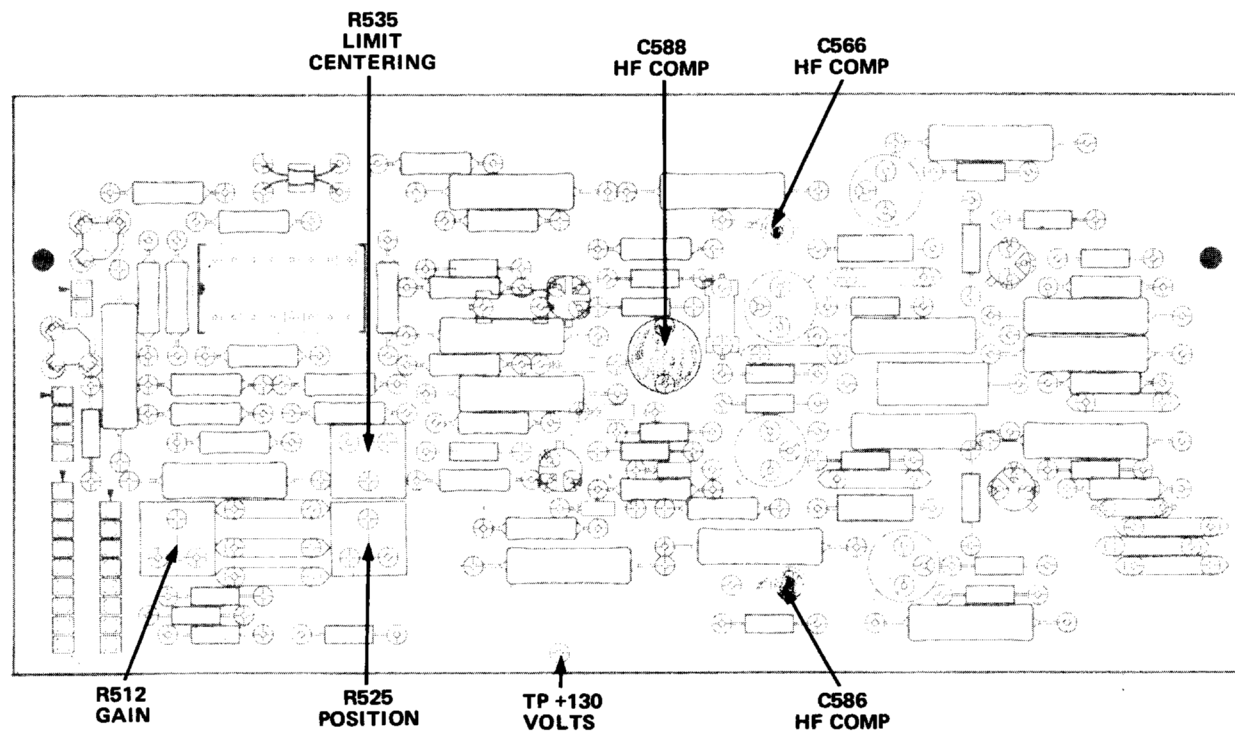 R535
LIMIT
CENTERING
C588
HF COMP
C566
HF COMP
R512
GAIN
R525
POSITION
TP +130
VOLTS
C586
HF COMP